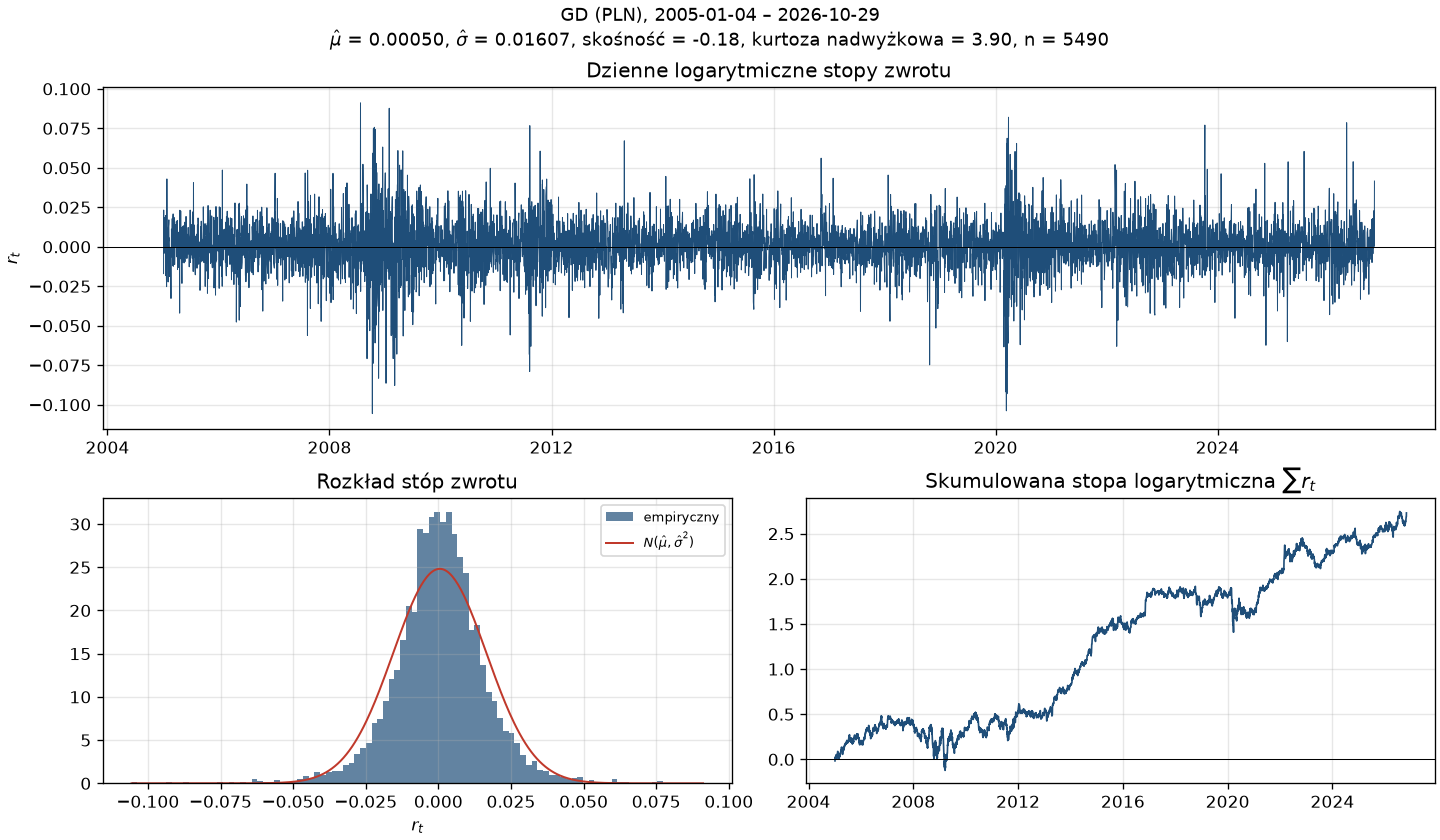 GD (PLN), 2005-01-04 – 2026-10-29
μ̂ = 0.00050, σ̂ = 0.01607, skośność = -0.18, kurtoza nadwyżkowa = 3.90, n = 5490
Dzienne logarytmiczne stopy zwrotu
0.100
0.075
0.050
0.025
0.000
−0.025
−0.050
−0.075
−0.100
r_t
2004 2008 2012 2016 2020 2024
Rozkład stóp zwrotu
empiryczny
N(μ̂, σ̂²)
30
25
20
15
10
5
0
−0.100 −0.075 −0.050 −0.025 0.000 0.025 0.050 0.075 0.100
r_t
Skumulowana stopa logarytmiczna ∑r_t
2.5
2.0
1.5
1.0
0.5
0.0
2004 2008 2012 2016 2020 2024